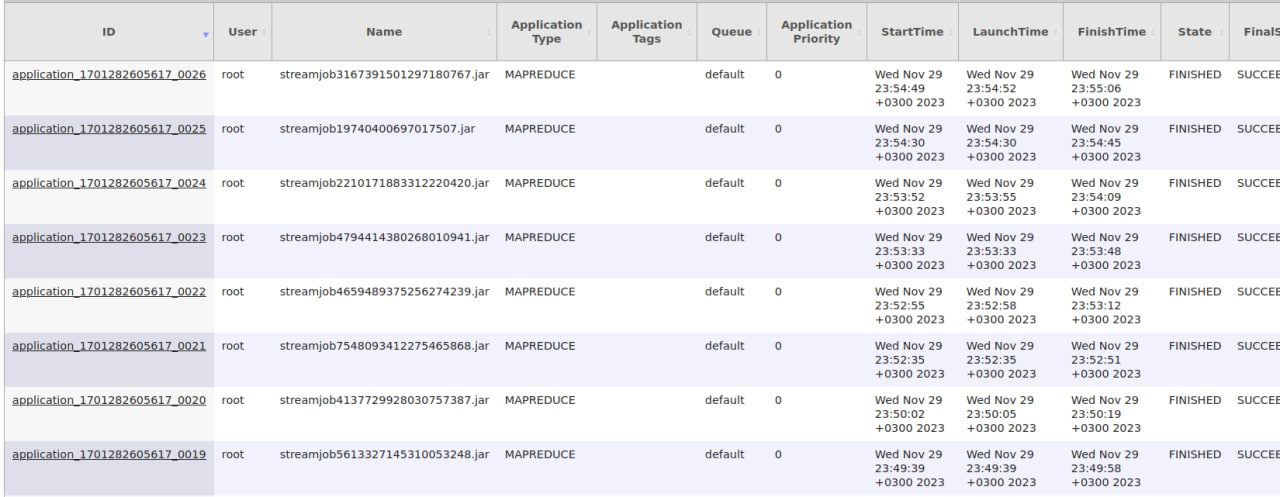 ID User Name Application Type Application Tags Queue Application Priority StartTime LaunchTime FinishTime State FinalS
application_1701282605617_0026 root streamjob3167391501297180767.jar MAPREDUCE default 0 Wed Nov 29 23:54:49 +0300 2023 Wed Nov 29 23:54:52 +0300 2023 Wed Nov 29 23:55:06 +0300 2023 FINISHED SUCCEE
application_1701282605617_0025 root streamjob19740400697017507.jar MAPREDUCE default 0 Wed Nov 29 23:54:30 +0300 2023 Wed Nov 29 23:54:30 +0300 2023 Wed Nov 29 23:54:45 +0300 2023 FINISHED SUCCEE
application_1701282605617_0024 root streamjob2210171883312220420.jar MAPREDUCE default 0 Wed Nov 29 23:53:52 +0300 2023 Wed Nov 29 23:53:55 +0300 2023 Wed Nov 29 23:54:09 +0300 2023 FINISHED SUCCEE
application_1701282605617_0023 root streamjob4794414380268010941.jar MAPREDUCE default 0 Wed Nov 29 23:53:33 +0300 2023 Wed Nov 29 23:53:33 +0300 2023 Wed Nov 29 23:53:48 +0300 2023 FINISHED SUCCEE
application_1701282605617_0022 root streamjob4659489375256274239.jar MAPREDUCE default 0 Wed Nov 29 23:52:55 +0300 2023 Wed Nov 29 23:52:58 +0300 2023 Wed Nov 29 23:53:12 +0300 2023 FINISHED SUCCEE
application_1701282605617_0021 root streamjob7548093412275465868.jar MAPREDUCE default 0 Wed Nov 29 23:52:35 +0300 2023 Wed Nov 29 23:52:35 +0300 2023 Wed Nov 29 23:52:51 +0300 2023 FINISHED SUCCEE
application_1701282605617_0020 root streamjob4137729928030757387.jar MAPREDUCE default 0 Wed Nov 29 23:50:02 +0300 2023 Wed Nov 29 23:50:05 +0300 2023 Wed Nov 29 23:50:19 +0300 2023 FINISHED SUCCEE
application_1701282605617_0019 root streamjob5613327145310053248.jar MAPREDUCE default 0 Wed Nov 29 23:49:39 +0300 2023 Wed Nov 29 23:49:39 +0300 2023 Wed Nov 29 23:49:58 +0300 2023 FINISHED SUCCEE